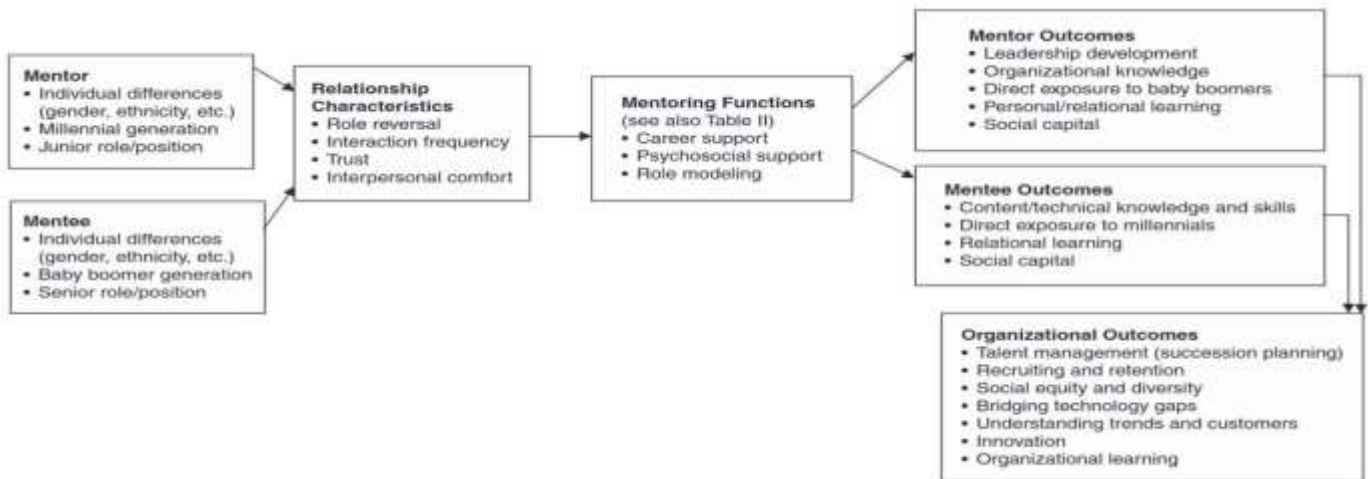 Mentor
• Individual differences
(gender, ethnicity, etc.)
• Millennial generation
• Junior role/position
Mentee
• Individual differences
(gender, ethnicity, etc.)
• Baby boomer generation
• Senior role/position
Relationship
Characteristics
• Role reversal
• Interaction frequency
• Trust
• Interpersonal comfort
Mentoring Functions
(see also Table II)
• Career support
• Psychosocial support
• Role modeling
Mentor Outcomes
• Leadership development
• Organizational knowledge
• Direct exposure to baby boomers
• Personal/relational learning
• Social capital
Mentee Outcomes
• Content/technical knowledge and skills
• Direct exposure to millennials
• Relational learning
• Social capital
Organizational Outcomes
• Talent management (succession planning)
• Recruiting and retention
• Social equity and diversity
• Bridging technology gaps
• Understanding trends and customers
• Innovation
• Organizational learning